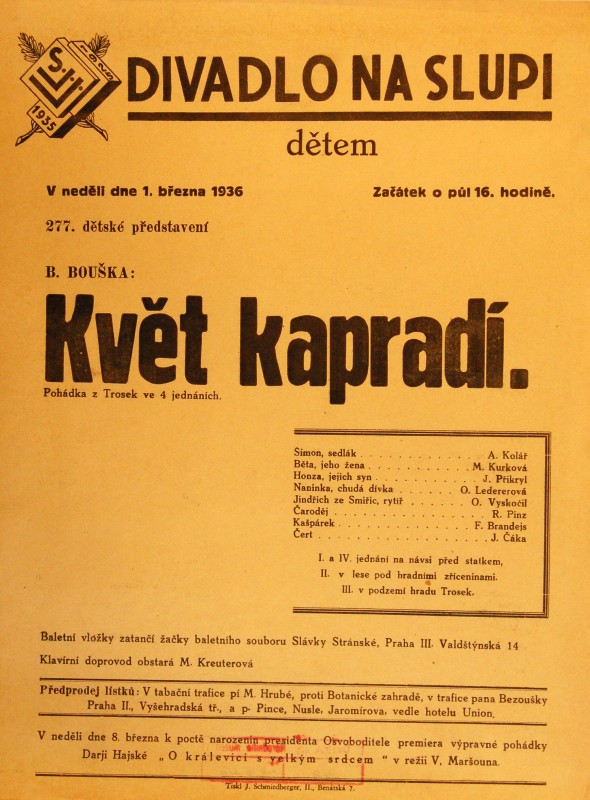 S.I.I.
1925
1935
DIVADLO NA SLUPI
dětem
V neděli dne 1. března 1936 Začátek o půl 16. hodině.
277. dětské představení
B. BOUŠKA:
Květ kapradí.
Pohádka z Trosek ve 4 jednáních.
Šimon, sedlák . . . . . . . . . . . . . . A. Kolář
Běta, jeho žena . . . . . . . . . . . . M. Kurková
Honza, jejich syn . . . . . . . . . . . . J. Přikryl
Naninka, chudá dívka . . . . . . . O. Ledererová
Jindřich ze Smiřic, rytíř . . . . . . . O. Vyskočil
Čaroděj . . . . . . . . . . . . . . . . . R. Pinz
Kašpárek . . . . . . . . . . . . . . F. Brandejs
Čert . . . . . . . . . . . . . . . . . . J. Čáka
I. a IV. jednání na návsi před statkem,
II. v lese pod hradními zříceninami.
III. v podzemí hradu Trosek.
Baletní vložky zatančí žačky baletního souboru Slávky Stránské, Praha III. Valdštýnská 14
Klavírní doprovod obstará M. Kreuterová
Předprodej lístků: V tabační trafice pí M. Hrubé, proti Botanické zahradě, v trafice pana Bezoušky
Praha II., Vyšehradská tř., a p. Pince, Nusle, Jaromírova, vedle hotelu Union.
V neděli dne 8. března k poctě narozenin presidenta Osvoboditele premiera výpravné pohádky
Darji Hajské „O králevici s velkým srdcem“ v režii V. Maršouna.
Tiskl J. Schmiedberger, II., Benátská 7.